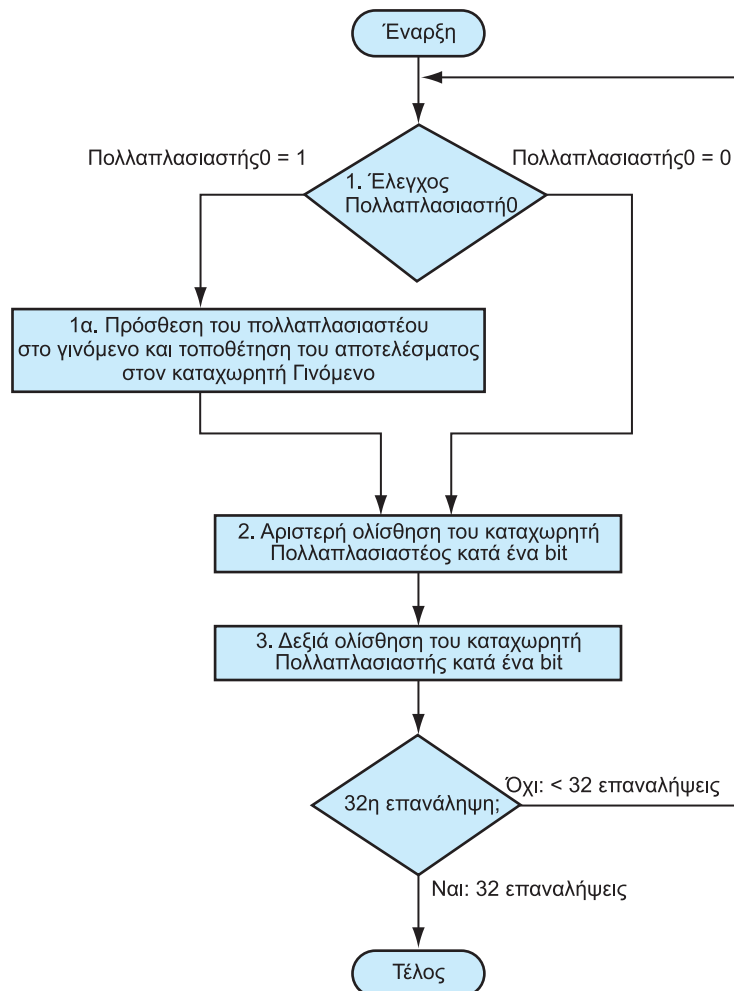 Έναρξη
Πολλαπλασιαστής0 = 1
Πολλαπλασιαστής0 = 0
1. Έλεγχος
Πολλαπλασιαστή0
1α. Πρόσθεση του πολλαπλασιαστέου
στο γινόμενο και τοποθέτηση του αποτελέσματος
στον καταχωρητή Γινόμενο
2. Αριστερή ολίσθηση του καταχωρητή
Πολλαπλασιαστέος κατά ένα bit
3. Δεξιά ολίσθηση του καταχωρητή
Πολλαπλασιαστής κατά ένα bit
32η επανάληψη;
Όχι: < 32 επαναλήψεις
Ναι: 32 επαναλήψεις
Τέλος